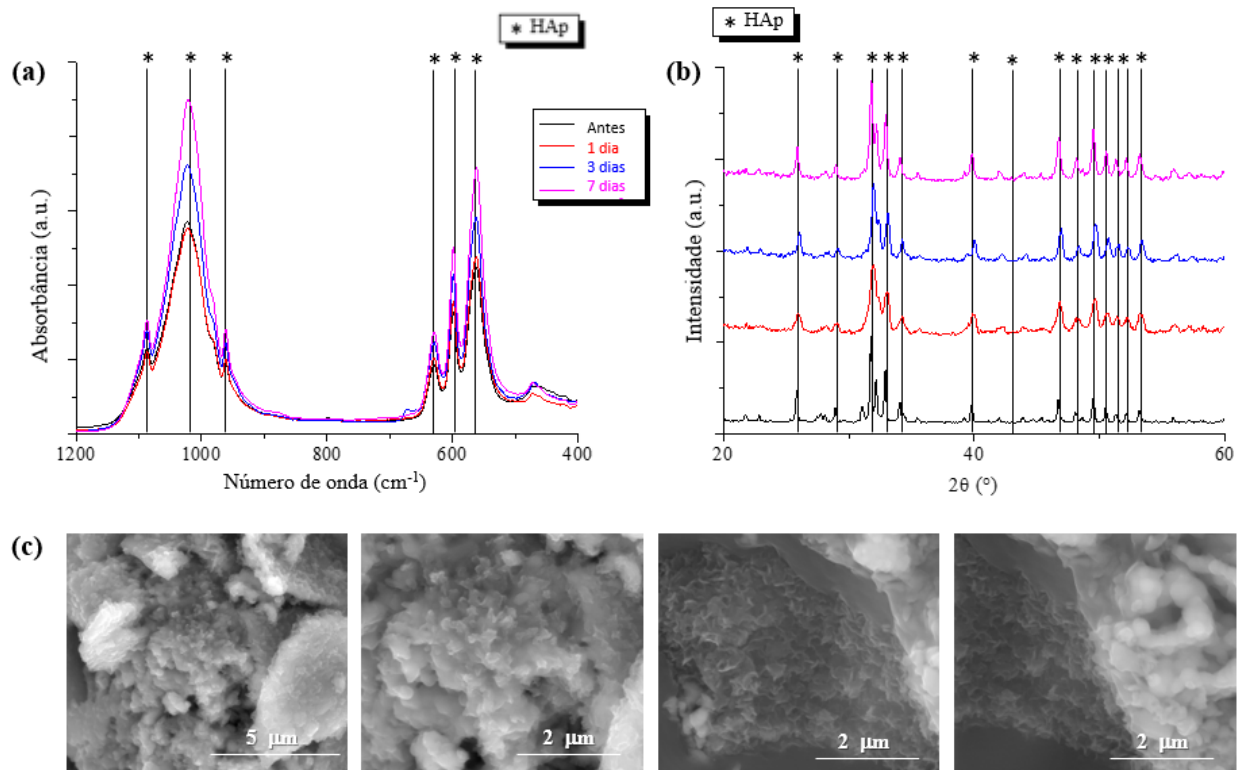 * HAp
(a)
* * * * * *
Absorbância (a.u.)
Antes
1 dia
3 dias
7 dias
1200 1000 800 600 400
Número de onda (cm⁻¹)
* HAp
(b)
* * * * * * * * * * * * * *
Intensidade (a.u.)
20 40 60
2θ (°)
(c)
5 μm
2 μm
2 μm
2 μm